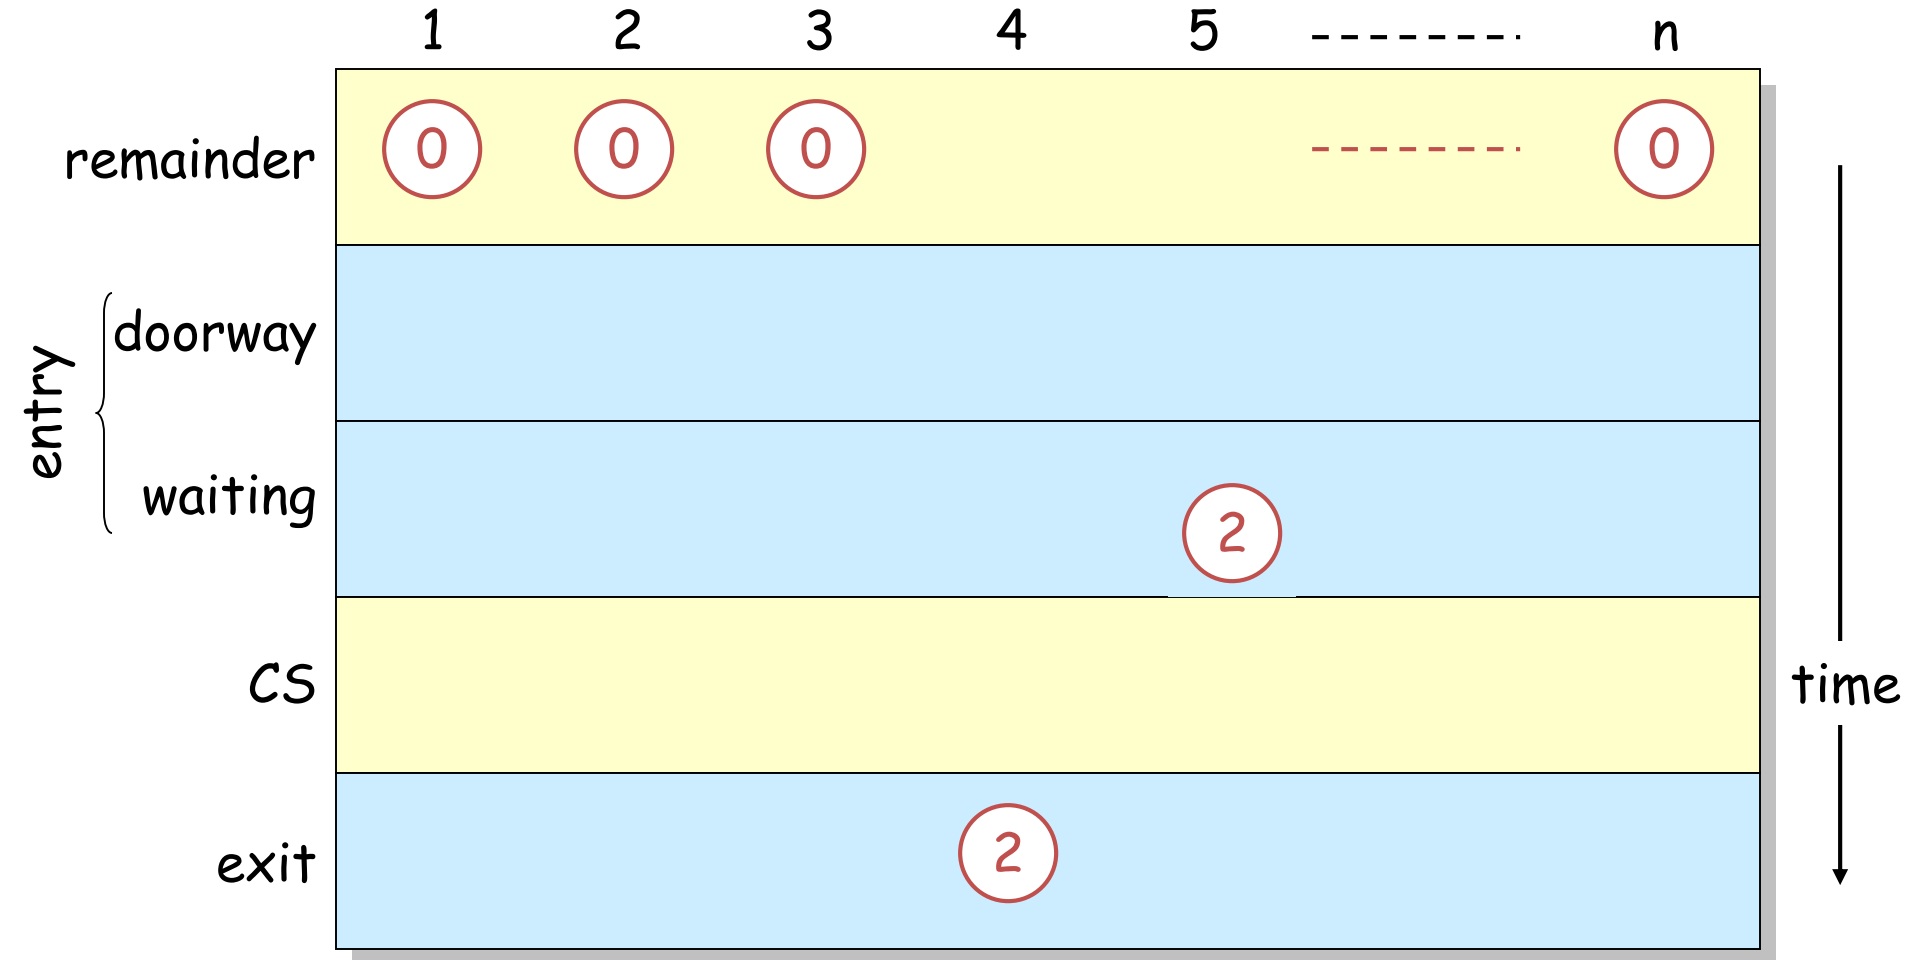 1 2 3 4 5 n
remainder 0 0 0 0
entry
doorway
waiting 2
CS
time
exit 2